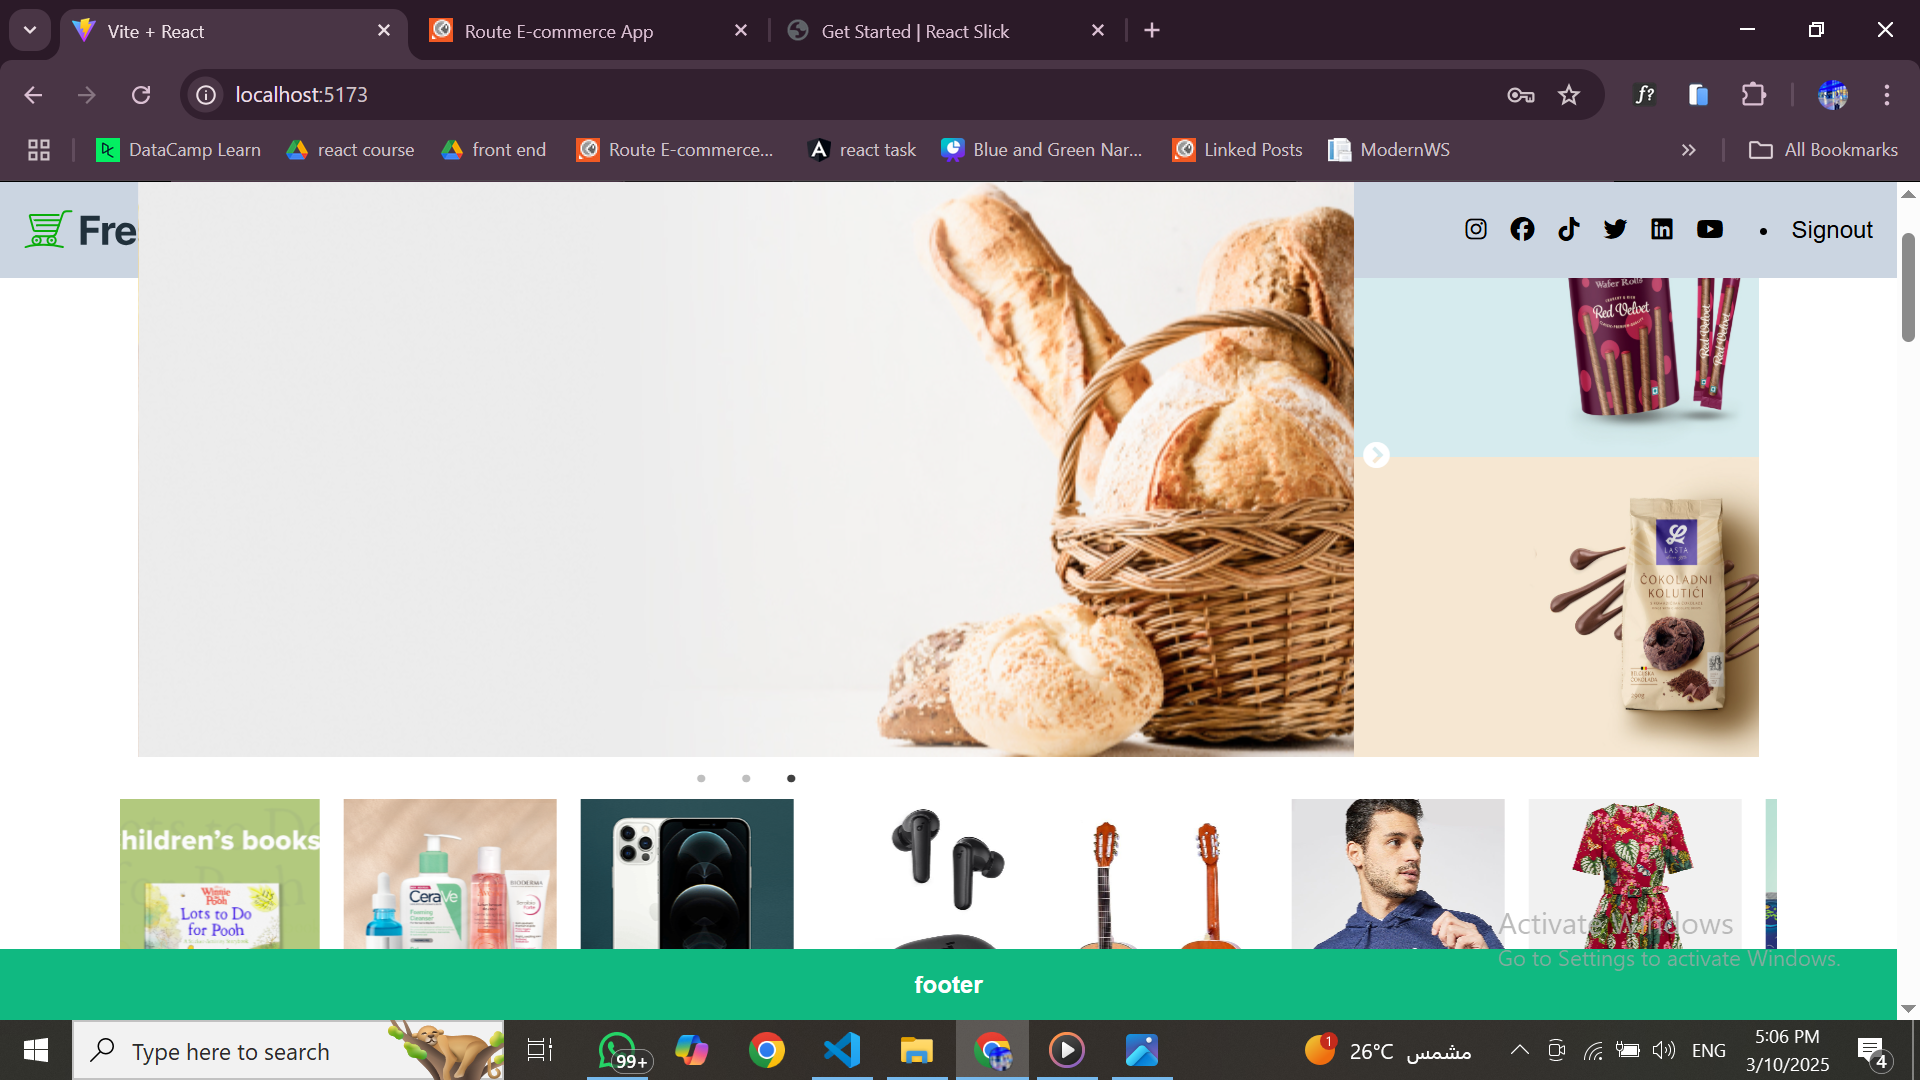 Vite + React
Route E-commerce App
Get Started | React Slick
localhost:5173
DataCamp Learn
react course
front end
Route E-commerce...
react task
Blue and Green Nar...
Linked Posts
ModernWS
All Bookmarks
Fre
Signout
Wafer Rolls
Red Velvet
Red Velvet
Red Velvet
LASTA
ČOKOLADNI
KOLUTIĆI
hildren's books
Winnie
Pooh
Lots to Do
for Pooh
CeraVe
Foaming
Cleanser
BIODERMA
Activate Windows
Go to Settings to activate Windows.
footer
Type here to search
99+
1
26°C مشمس
ENG
5:06 PM
3/10/2025
4